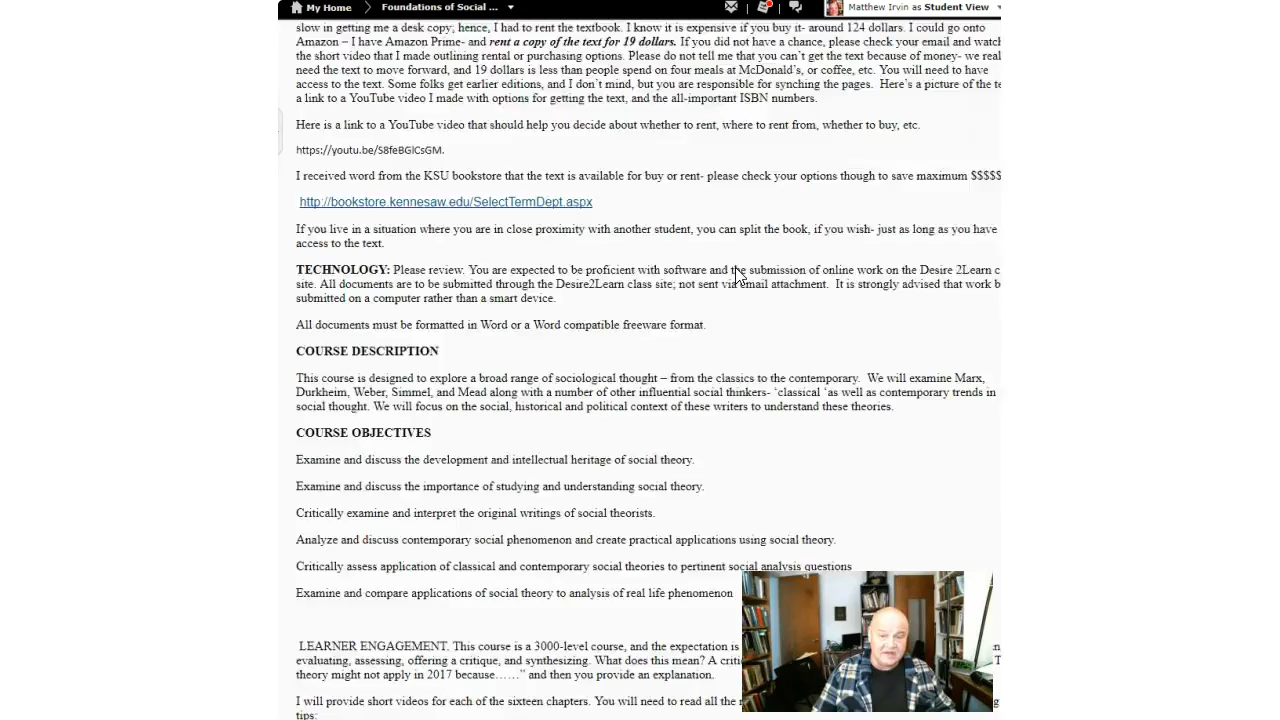 My Home Foundations of Social ... Matthew Irvin as Student View
slow in getting me a desk copy; hence, I had to rent the textbook. I know it is expensive if you buy it- around 124 dollars. I could go onto
Amazon – I have Amazon Prime- and rent a copy of the text for 19 dollars. If you did not have a chance, please check your email and watch
the short video that I made outlining rental or purchasing options. Please do not tell me that you can't get the text because of money- we real
need the text to move forward, and 19 dollars is less than people spend on four meals at McDonald's, or coffee, etc. You will need to have
access to the text. Some folks get earlier editions, and I don't mind, but you are responsible for synching the pages. Here's a picture of the te
a link to a YouTube video I made with options for getting the text, and the all-important ISBN numbers.
Here is a link to a YouTube video that should help you decide about whether to rent, where to rent from, whether to buy, etc.
https://youtu.be/S8feBGlCsGM.
I received word from the KSU bookstore that the text is available for buy or rent- please check your options though to save maximum $$$$$
http://bookstore.kennesaw.edu/SelectTermDept.aspx
If you live in a situation where you are in close proximity with another student, you can split the book, if you wish- just as long as you have
access to the text.
TECHNOLOGY: Please review. You are expected to be proficient with software and the submission of online work on the Desire 2Learn c
site. All documents are to be submitted through the Desire2Learn class site; not sent via email attachment. It is strongly advised that work b
submitted on a computer rather than a smart device.
All documents must be formatted in Word or a Word compatible freeware format.
COURSE DESCRIPTION
This course is designed to explore a broad range of sociological thought – from the classics to the contemporary. We will examine Marx,
Durkheim, Weber, Simmel, and Mead along with a number of other influential social thinkers- 'classical 'as well as contemporary trends in
social thought. We will focus on the social, historical and political context of these writers to understand these theories.
COURSE OBJECTIVES
Examine and discuss the development and intellectual heritage of social theory.
Examine and discuss the importance of studying and understanding social theory.
Critically examine and interpret the original writings of social theorists.
Analyze and discuss contemporary social phenomenon and create practical applications using social theory.
Critically assess application of classical and contemporary social theories to pertinent social analysis questions
Examine and compare applications of social theory to analysis of real life phenomenon
LEARNER ENGAGEMENT. This course is a 3000-level course, and the expectation is
evaluating, assessing, offering a critique, and synthesizing. What does this mean? A criti T
theory might not apply in 2017 because……" and then you provide an explanation.
I will provide short videos for each of the sixteen chapters. You will need to read all the
tips: